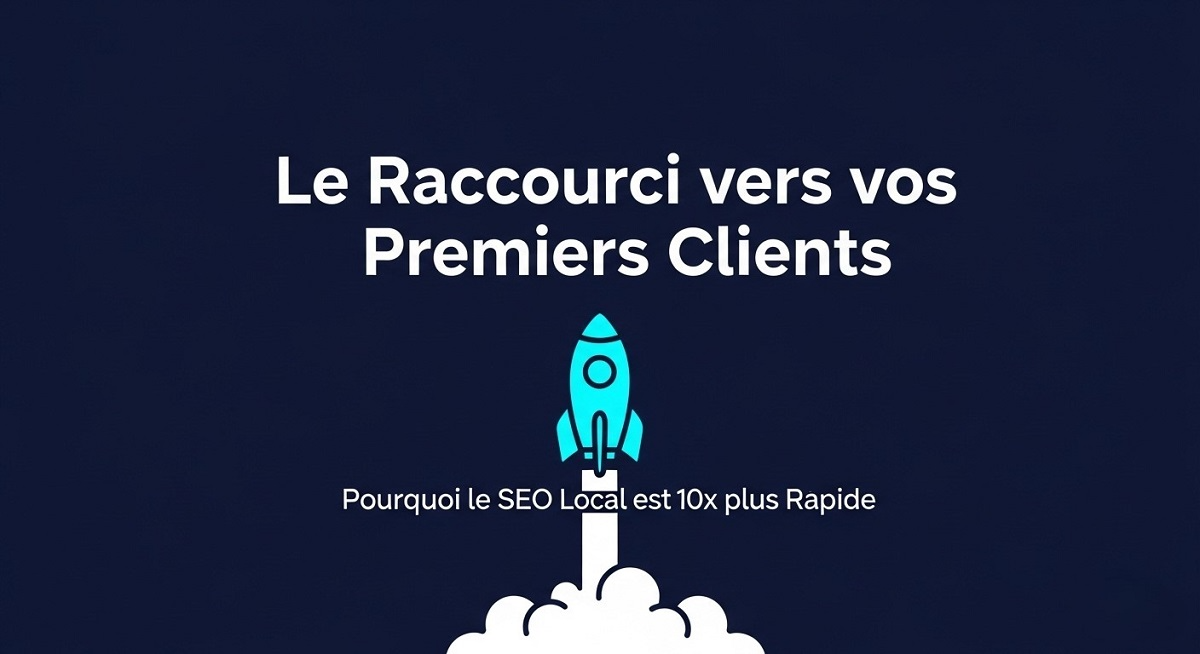 Le Raccourci vers vos
Premiers Clients
Pourquoi le SEO Local est 10x plus Rapide